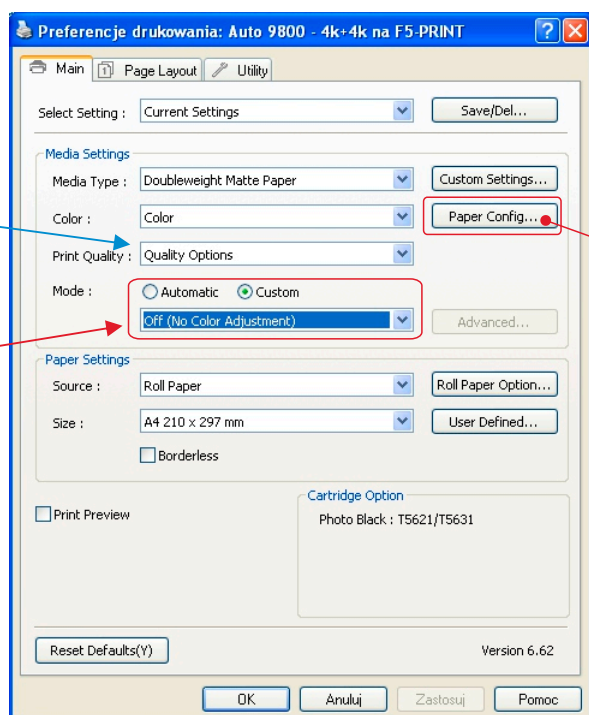 Preferencje drukowania: Auto 9800 - 4k+4k na F5-PRINT
Main Page Layout Utility
Select Setting : Current Settings Save/Del...
Media Settings
Media Type : Doubleweight Matte Paper Custom Settings...
Color : Color Paper Config...
Print Quality : Quality Options
Mode : Automatic Custom
Off (No Color Adjustment) Advanced...
Paper Settings
Source : Roll Paper Roll Paper Option...
Size : A4 210 x 297 mm User Defined...
Borderless
Print Preview
Cartridge Option
Photo Black : T5621/T5631
Reset Defaults(Y) Version 6.62
OK Anuluj Zastosuj Pomoc